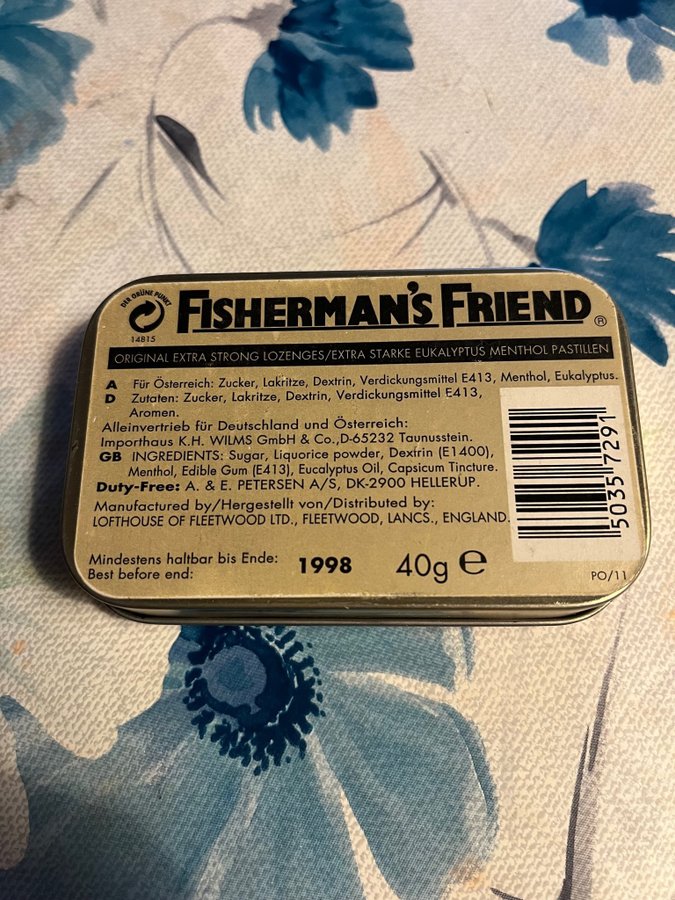 DER GRÜNE PUNKT
14815
FISHERMAN'S FRIEND ®
ORIGINAL EXTRA STRONG LOZENGES/EXTRA STARKE EUKALYPTUS MENTHOL PASTILLEN
A Für Österreich: Zucker, Lakritze, Dextrin, Verdickungsmittel E413, Menthol, Eukalyptus.
D Zutaten: Zucker, Lakritze, Dextrin, Verdickungsmittel E413,
Aromen.
Alleinvertrieb für Deutschland und Österreich:
Importhaus K.H. WILMS GmbH & Co.,D-65232 Taunusstein.
GB INGREDIENTS: Sugar, Liquorice powder, Dextrin (E1400),
Menthol, Edible Gum (E413), Eucalyptus Oil, Capsicum Tincture.
Duty-Free: A. & E. PETERSEN A/S, DK-2900 HELLERUP.
Manufactured by/Hergestellt von/Distributed by:
LOFTHOUSE OF FLEETWOOD LTD., FLEETWOOD, LANCS., ENGLAND.
5035 7291
Mindestens haltbar bis Ende:
Best before end:
1998
40g e
PO/11